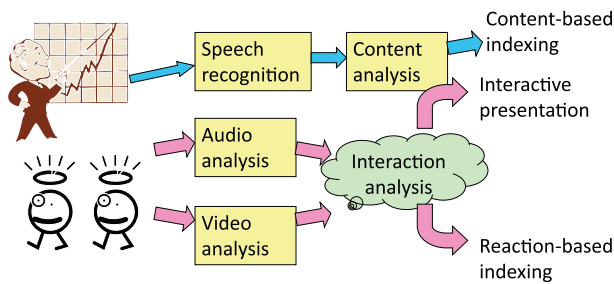 Speech
recognition
Content
analysis
Content-based
indexing
Interactive
presentation
Audio
analysis
Interaction
analysis
Video
analysis
Reaction-based
indexing